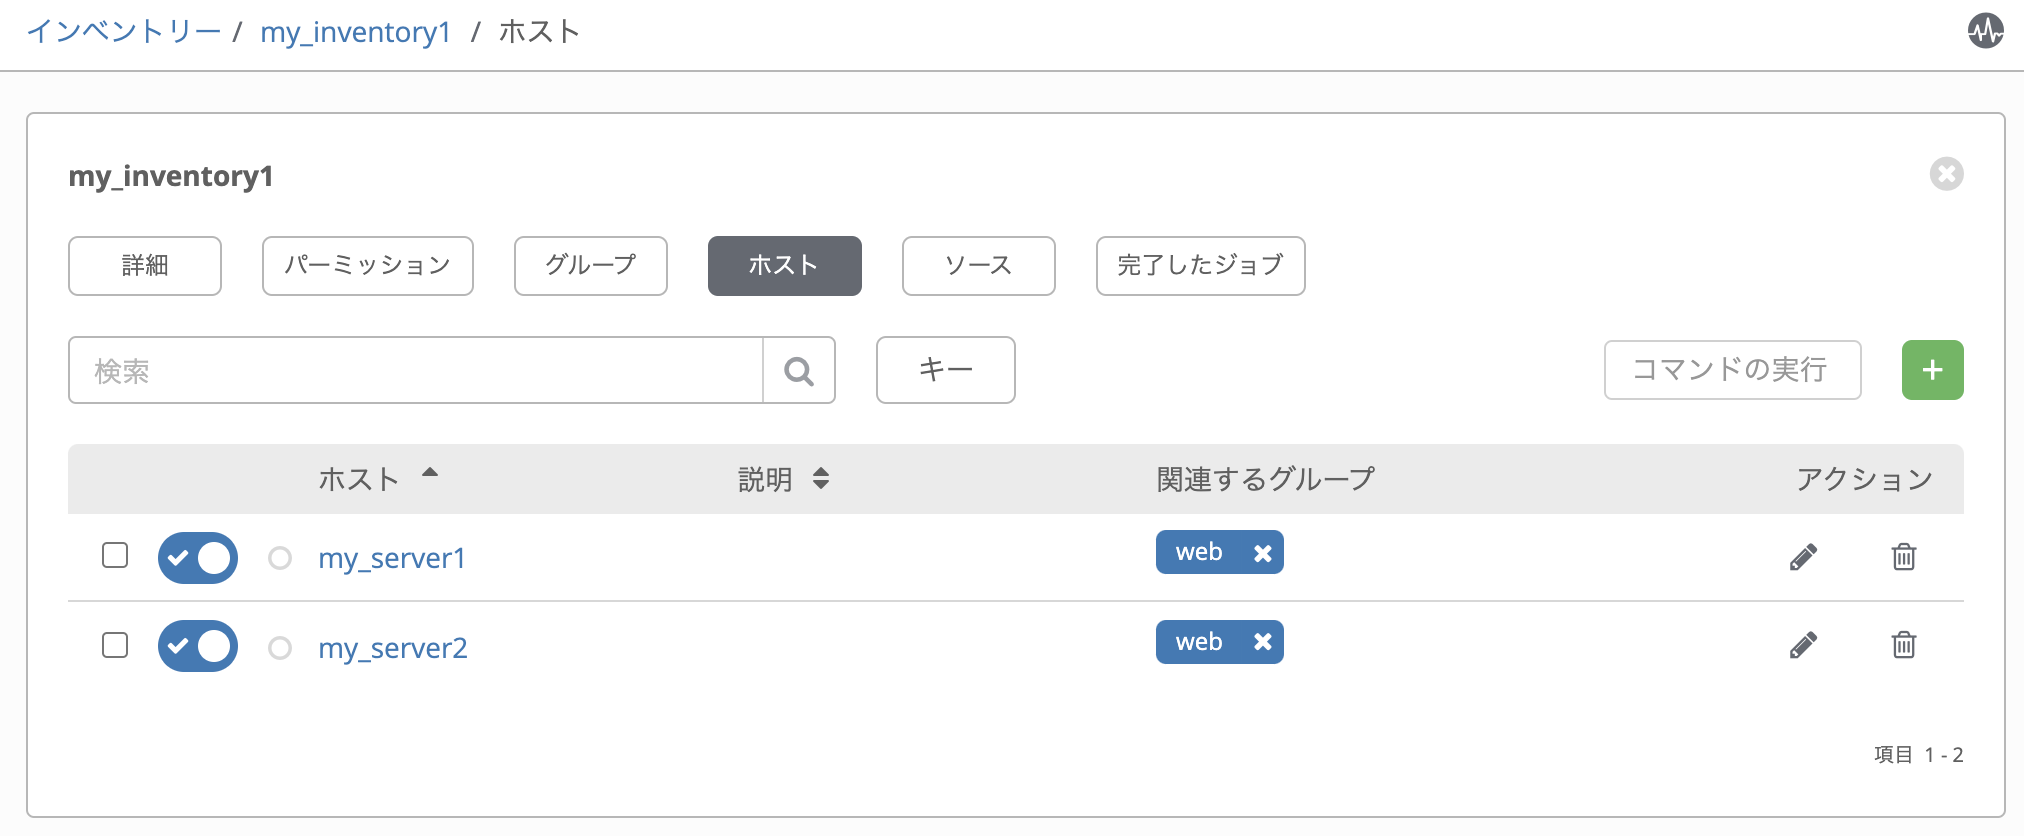 インベントリー / my_inventory1 / ホスト
my_inventory1
詳細 パーミッション グループ ホスト ソース 完了したジョブ
検索 キー コマンドの実行 +
ホスト 説明 関連するグループ アクション
my_server1 web
my_server2 web
項目 1 - 2